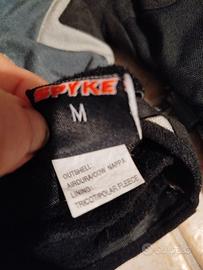 SPYKE
M
OUTSHELL:
AIRDURA/COW NAPPA
LINING:
TRICOT/POLAR FLEECE